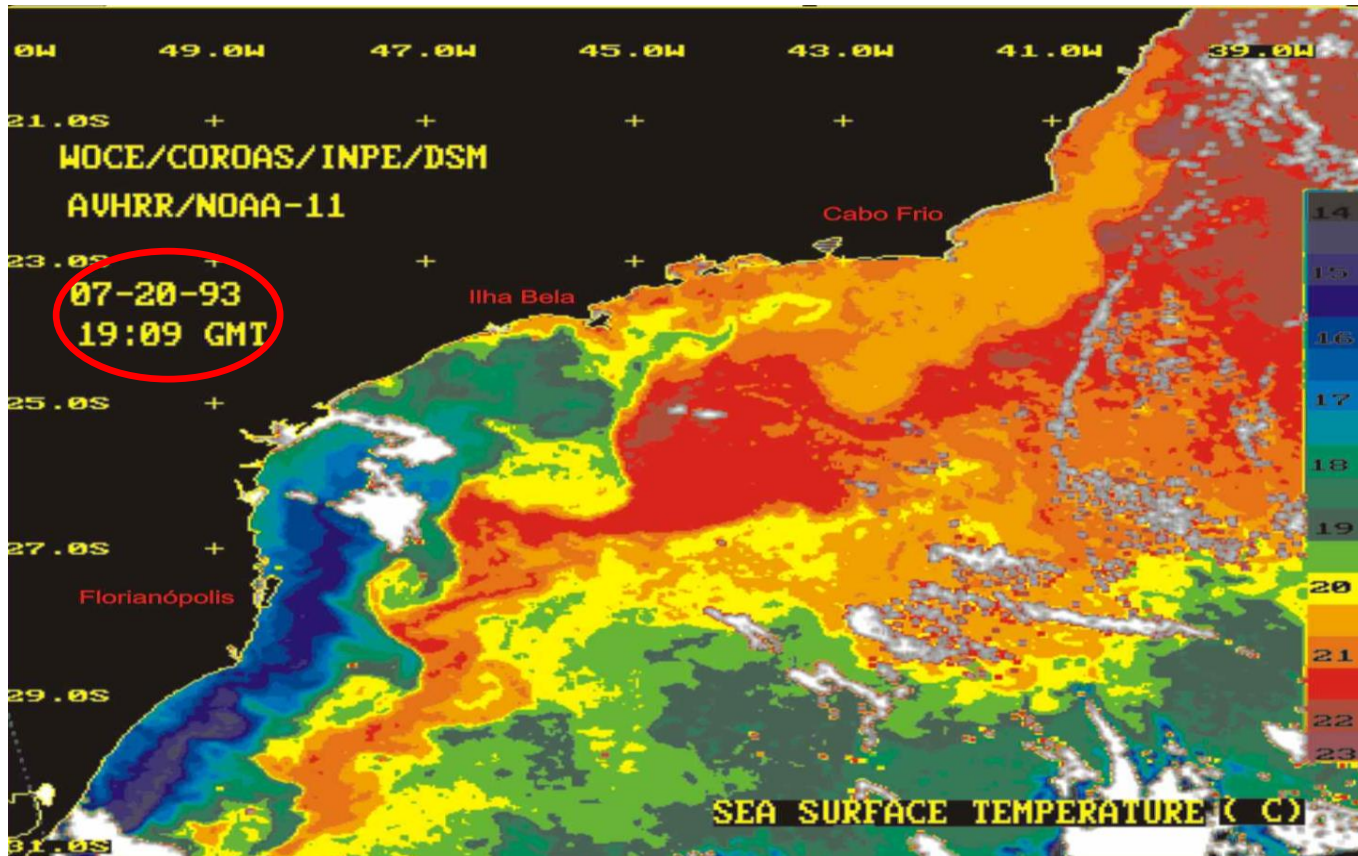 0W 49.0W 47.0W 45.0W 43.0W 41.0W 39.0W
21.0S
WOCE/COROAS/INPE/DSM
AVHRR/NOAA-11
Cabo Frio
14
23.0S
15
07-20-93
Ilha Bela
19:09 GMT
16
25.0S
17
18
19
27.0S
20
Florianópolis
21
29.0S
22
23
SEA SURFACE TEMPERATURE ( C)
31.0S